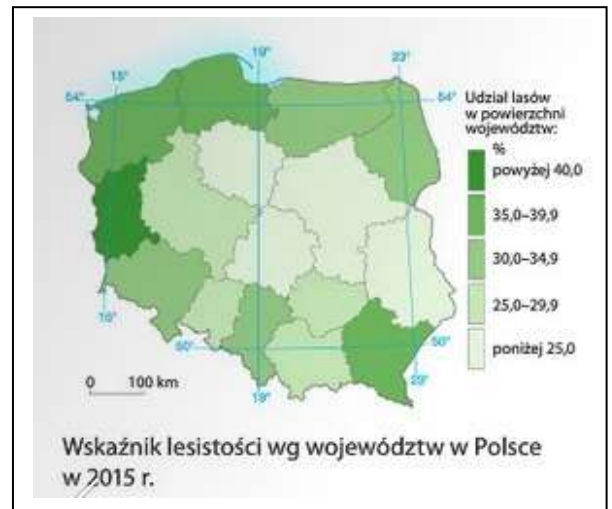 15°
19°
23°
54°
54°
Udział lasów
w powierzchni
województw:
%
powyżej 40,0
35,0–39,9
30,0–34,9
25,0–29,9
poniżej 25,0
15°
50°
50°
0 100 km
19°
23°
Wskaźnik lesistości wg województw w Polsce
w 2015 r.